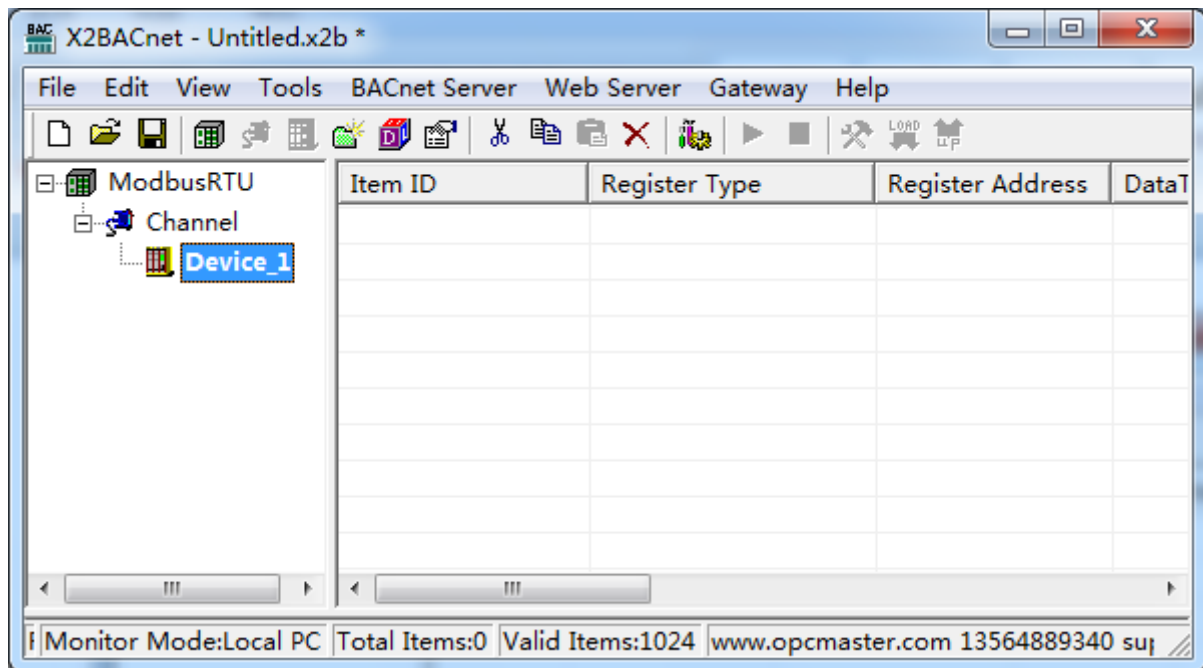 X2BACnet - Untitled.x2b *
File Edit View Tools BACnet Server Web Server Gateway Help
ModbusRTU
Channel
Device_1
Item ID Register Type Register Address DataT
Monitor Mode:Local PC Total Items:0 Valid Items:1024 www.opcmaster.com 13564889340